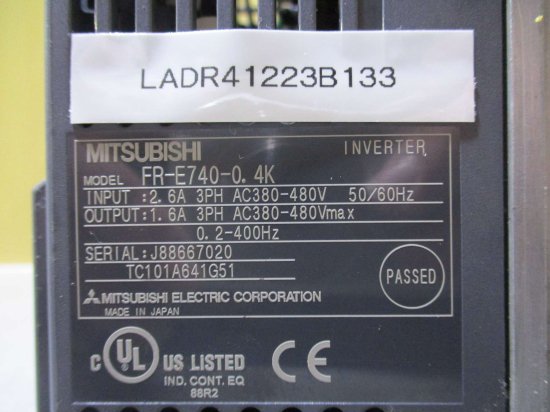 LADR41223B133
MITSUBISHI INVERTER
MODEL FR-E740-0.4K
INPUT :2.6A 3PH AC380-480V 50/60Hz
OUTPUT:1.6A 3PH AC380-480Vmax
0.2-400Hz
SERIAL:J88667020
TC101A641G51
PASSED
MITSUBISHI ELECTRIC CORPORATION
MADE IN JAPAN
C UL US LISTED CE
IND. CONT. EQ
88R2